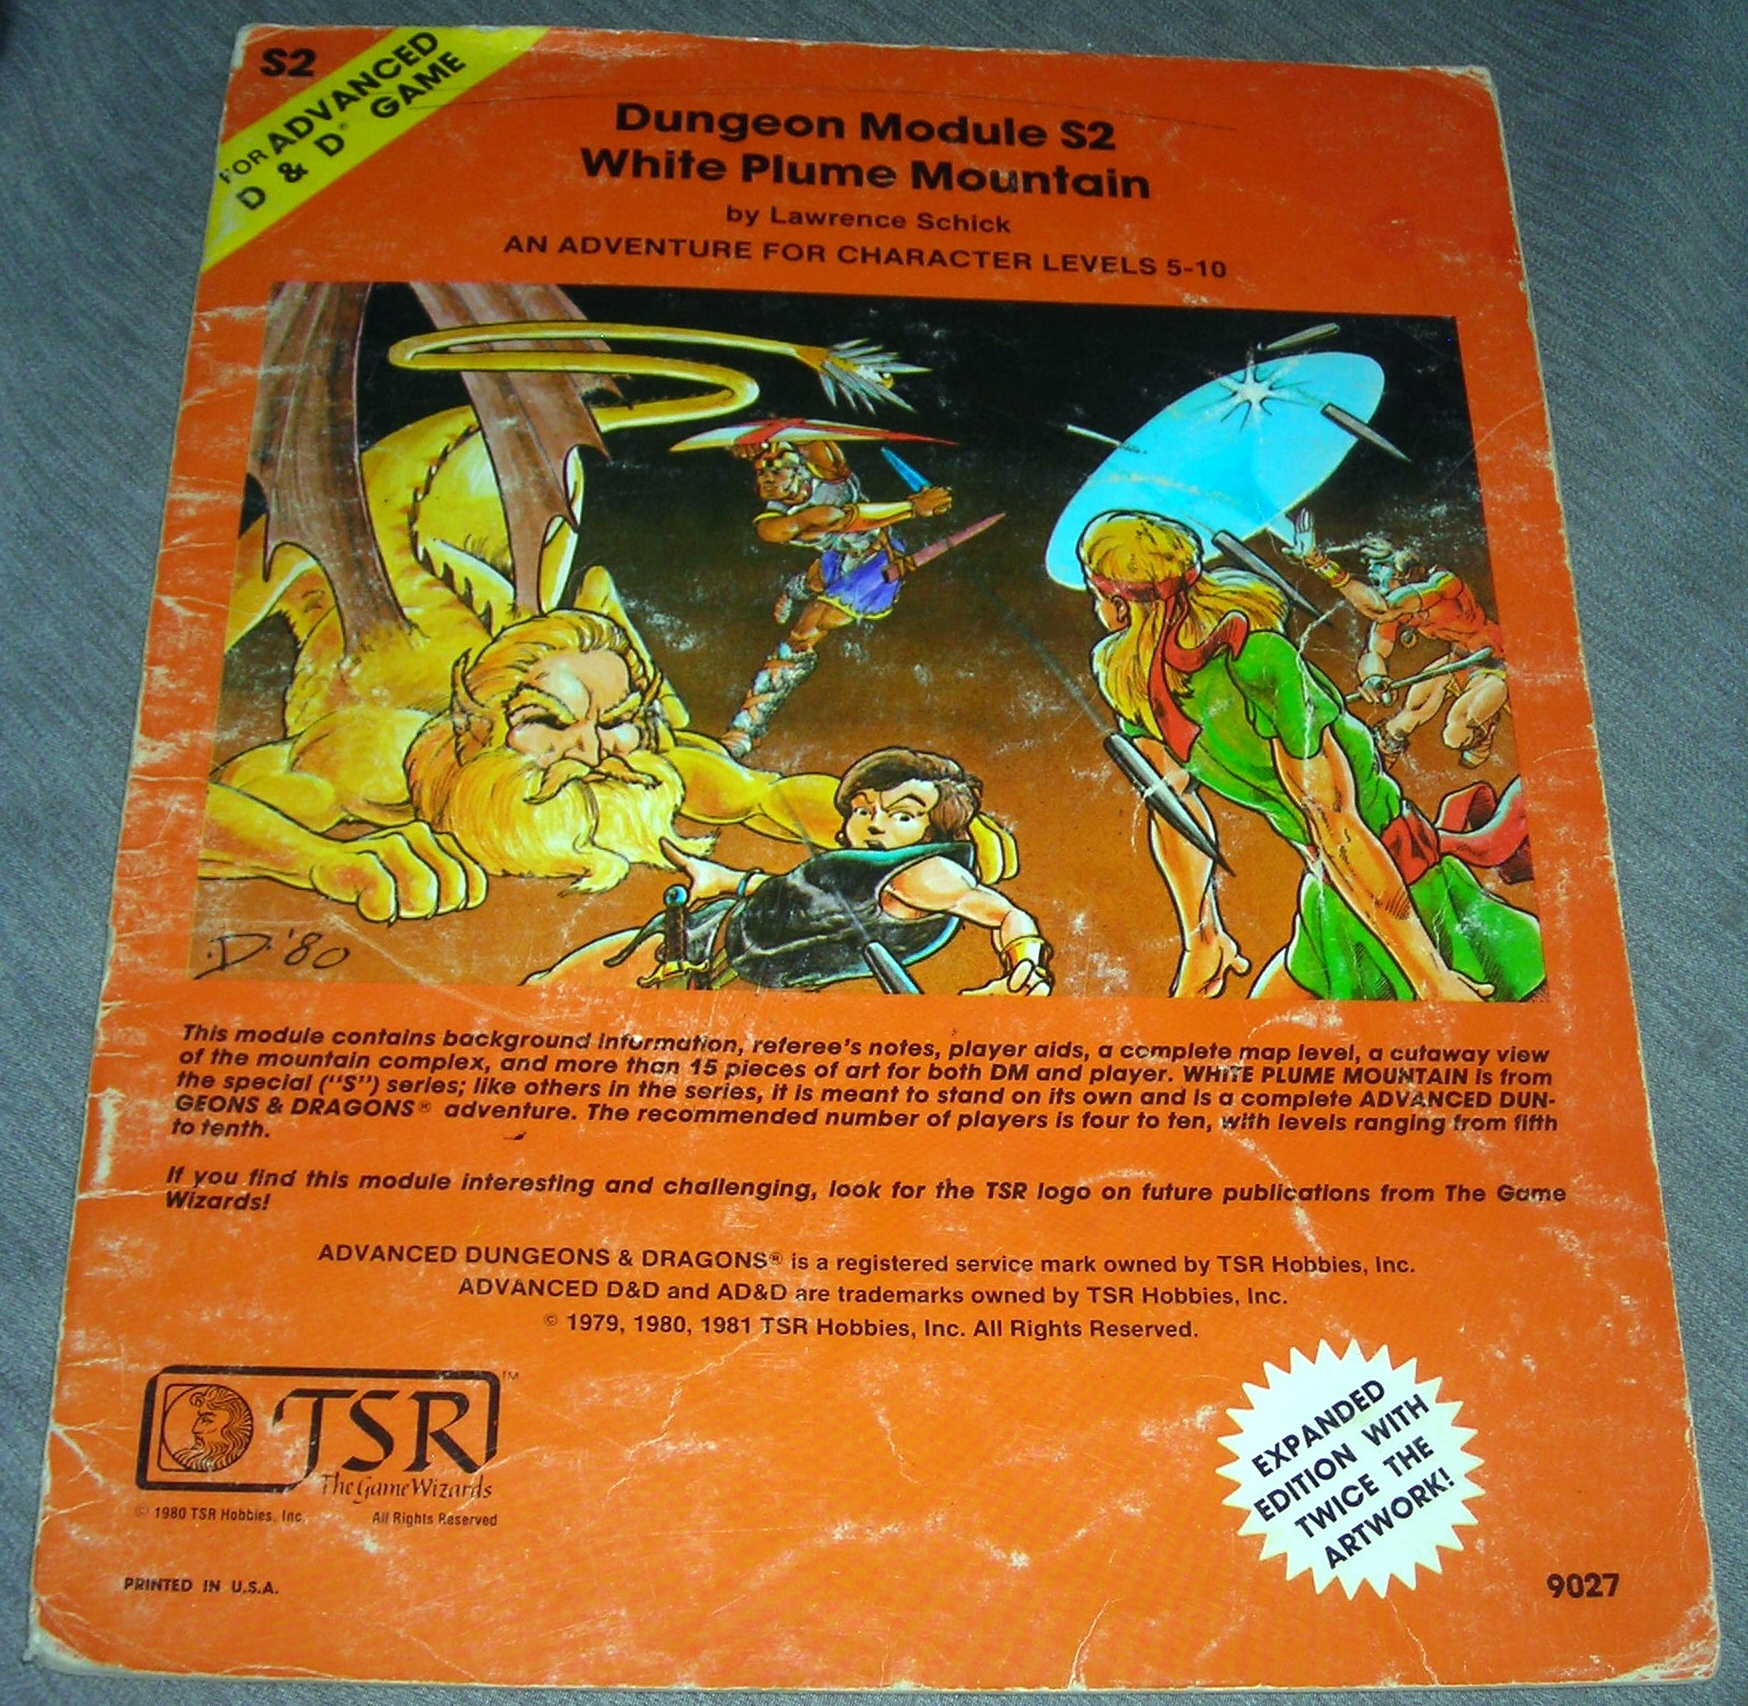 S2
FOR ADVANCED
D & D® GAME
Dungeon Module S2
White Plume Mountain
by Lawrence Schick
AN ADVENTURE FOR CHARACTER LEVELS 5-10
D.'80
This module contains background information, referee's notes, player aids, a complete map level, a cutaway view
of the mountain complex, and more than 15 pieces of art for both DM and player. WHITE PLUME MOUNTAIN is from
the special ("S") series; like others in the series, it is meant to stand on its own and is a complete ADVANCED DUN-
GEONS & DRAGONS® adventure. The recommended number of players is four to ten, with levels ranging from fifth
to tenth.
If you find this module interesting and challenging, look for the TSR logo on future publications from The Game
Wizards!
ADVANCED DUNGEONS & DRAGONS® is a registered service mark owned by TSR Hobbies, Inc.
ADVANCED D&D and AD&D are trademarks owned by TSR Hobbies, Inc.
© 1979, 1980, 1981 TSR Hobbies, Inc. All Rights Reserved.
TSR™
The Game Wizards
© 1980 TSR Hobbies, Inc. All Rights Reserved
EXPANDED
EDITION WITH
TWICE THE
ARTWORK!
PRINTED IN U.S.A.
9027